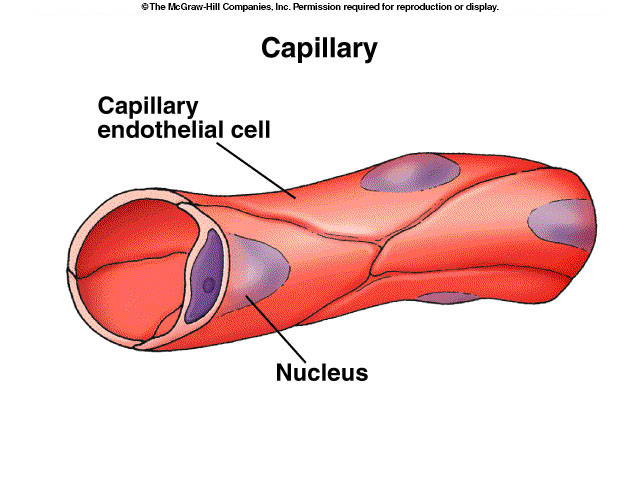 ©The McGraw-Hill Companies, Inc. Permission required for reproduction or display.
Capillary
Capillary
endothelial cell
Nucleus